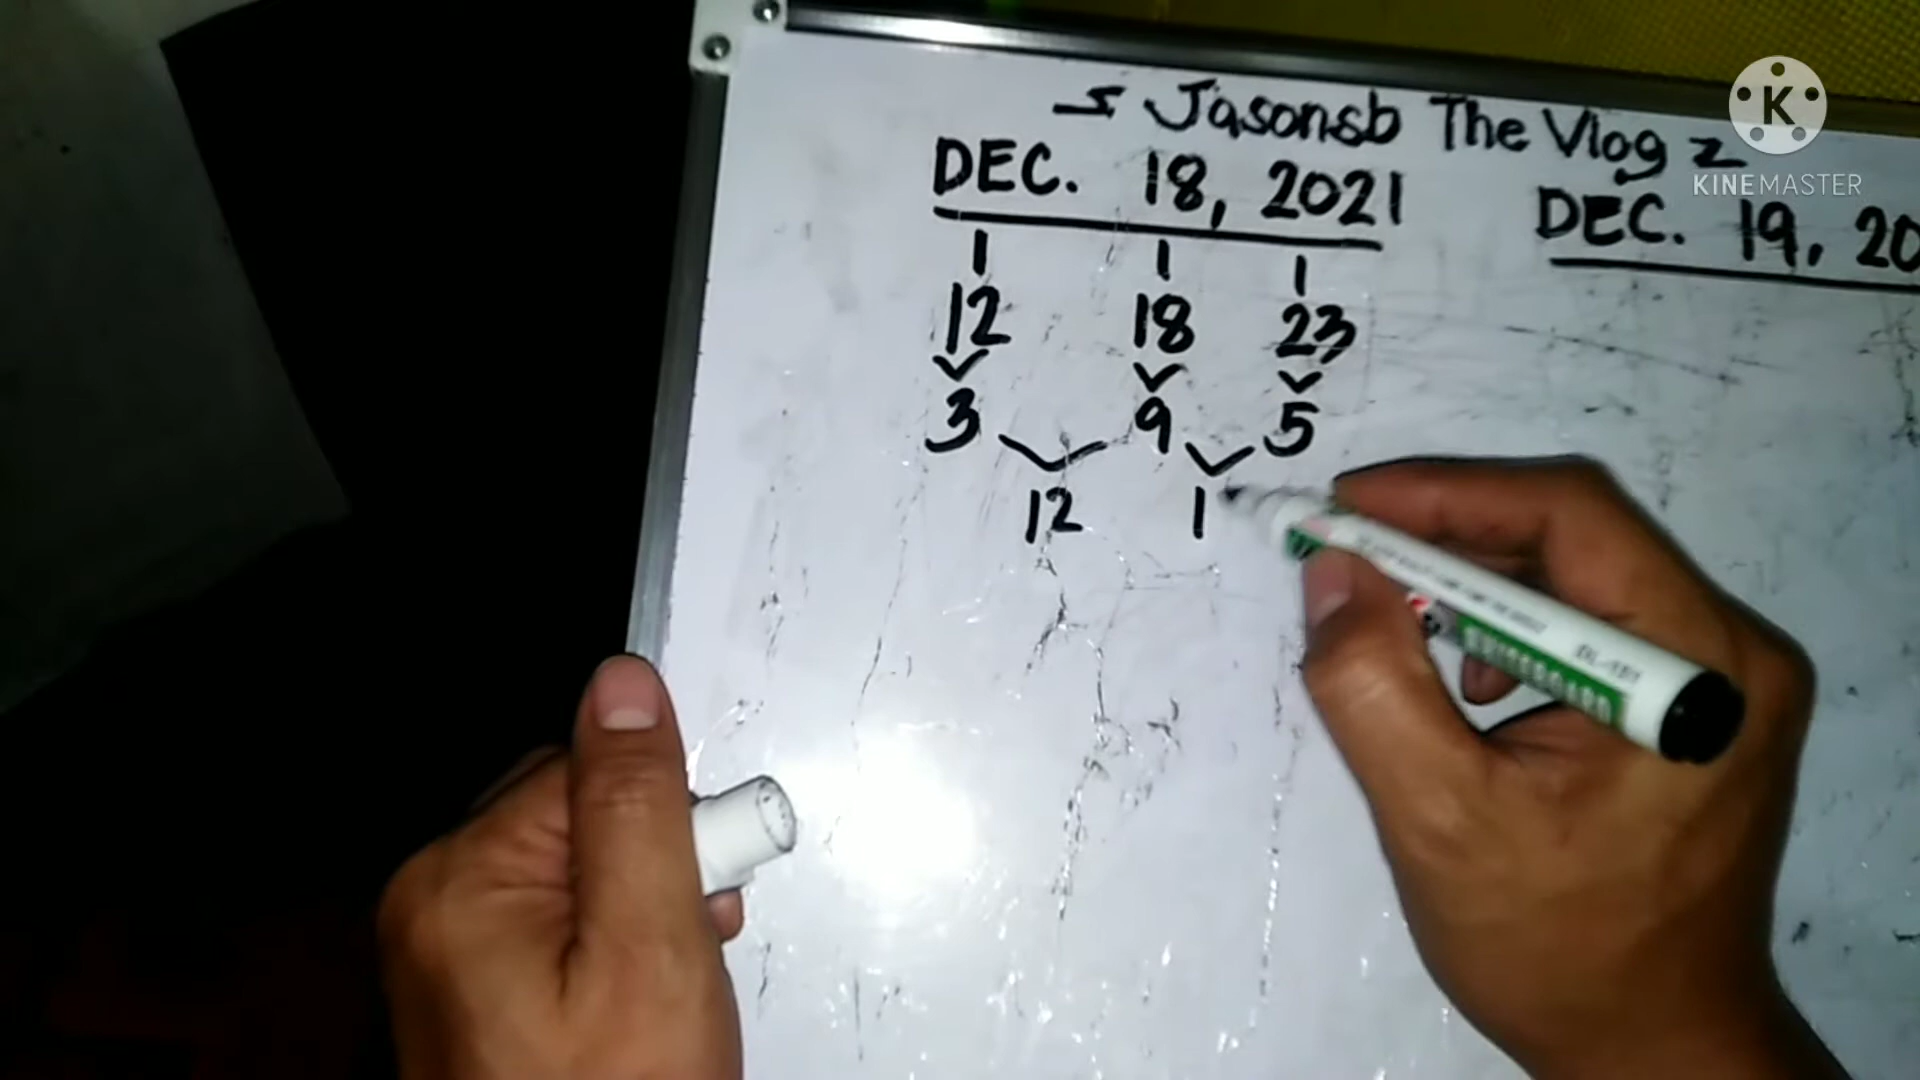 Jasonsb The Vlog
K
KINEMASTER
DEC. 18, 2021
DEC. 19, 20
12 18 23
3 9 5
12 1